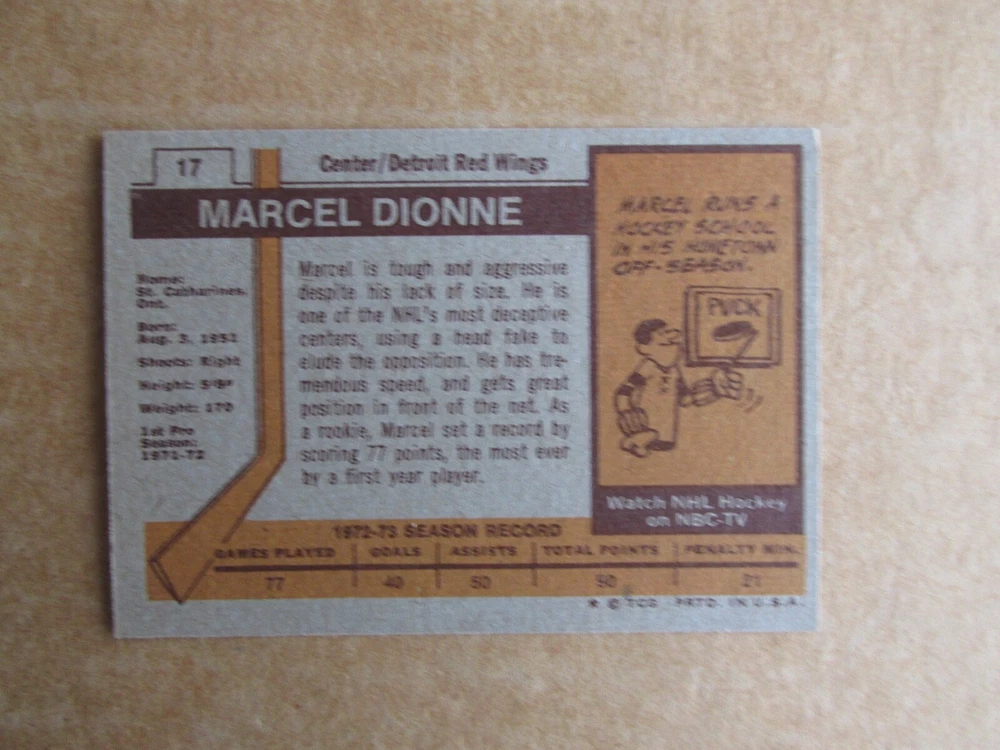 17
Center/Detroit Red Wings
MARCEL DIONNE
Home:
St. Catharines,
Ont.
Born:
Aug. 3, 1951
Shoots: Right
Height: 5'8"
Weight: 170
1st Pro
Season:
1971-72
Marcel is tough and aggressive
despite his lack of size. He is
one of the NHL's most deceptive
centers, using a head fake to
elude the opposition. He has tre-
mendous speed, and gets great
position in front of the net. As
a rookie, Marcel set a record by
scoring 77 points, the most ever
by a first year player.
MARCEL RUNS A
HOCKEY SCHOOL
IN HIS HOMETOWN
OFF-SEASON.
PUCK
Watch NHL Hockey
on NBC-TV
1972-73 SEASON RECORD
GAMES PLAYED GOALS ASSISTS TOTAL POINTS PENALTY MIN.
77 40 50 90 21
* © TCG PRTD. IN U.S.A.